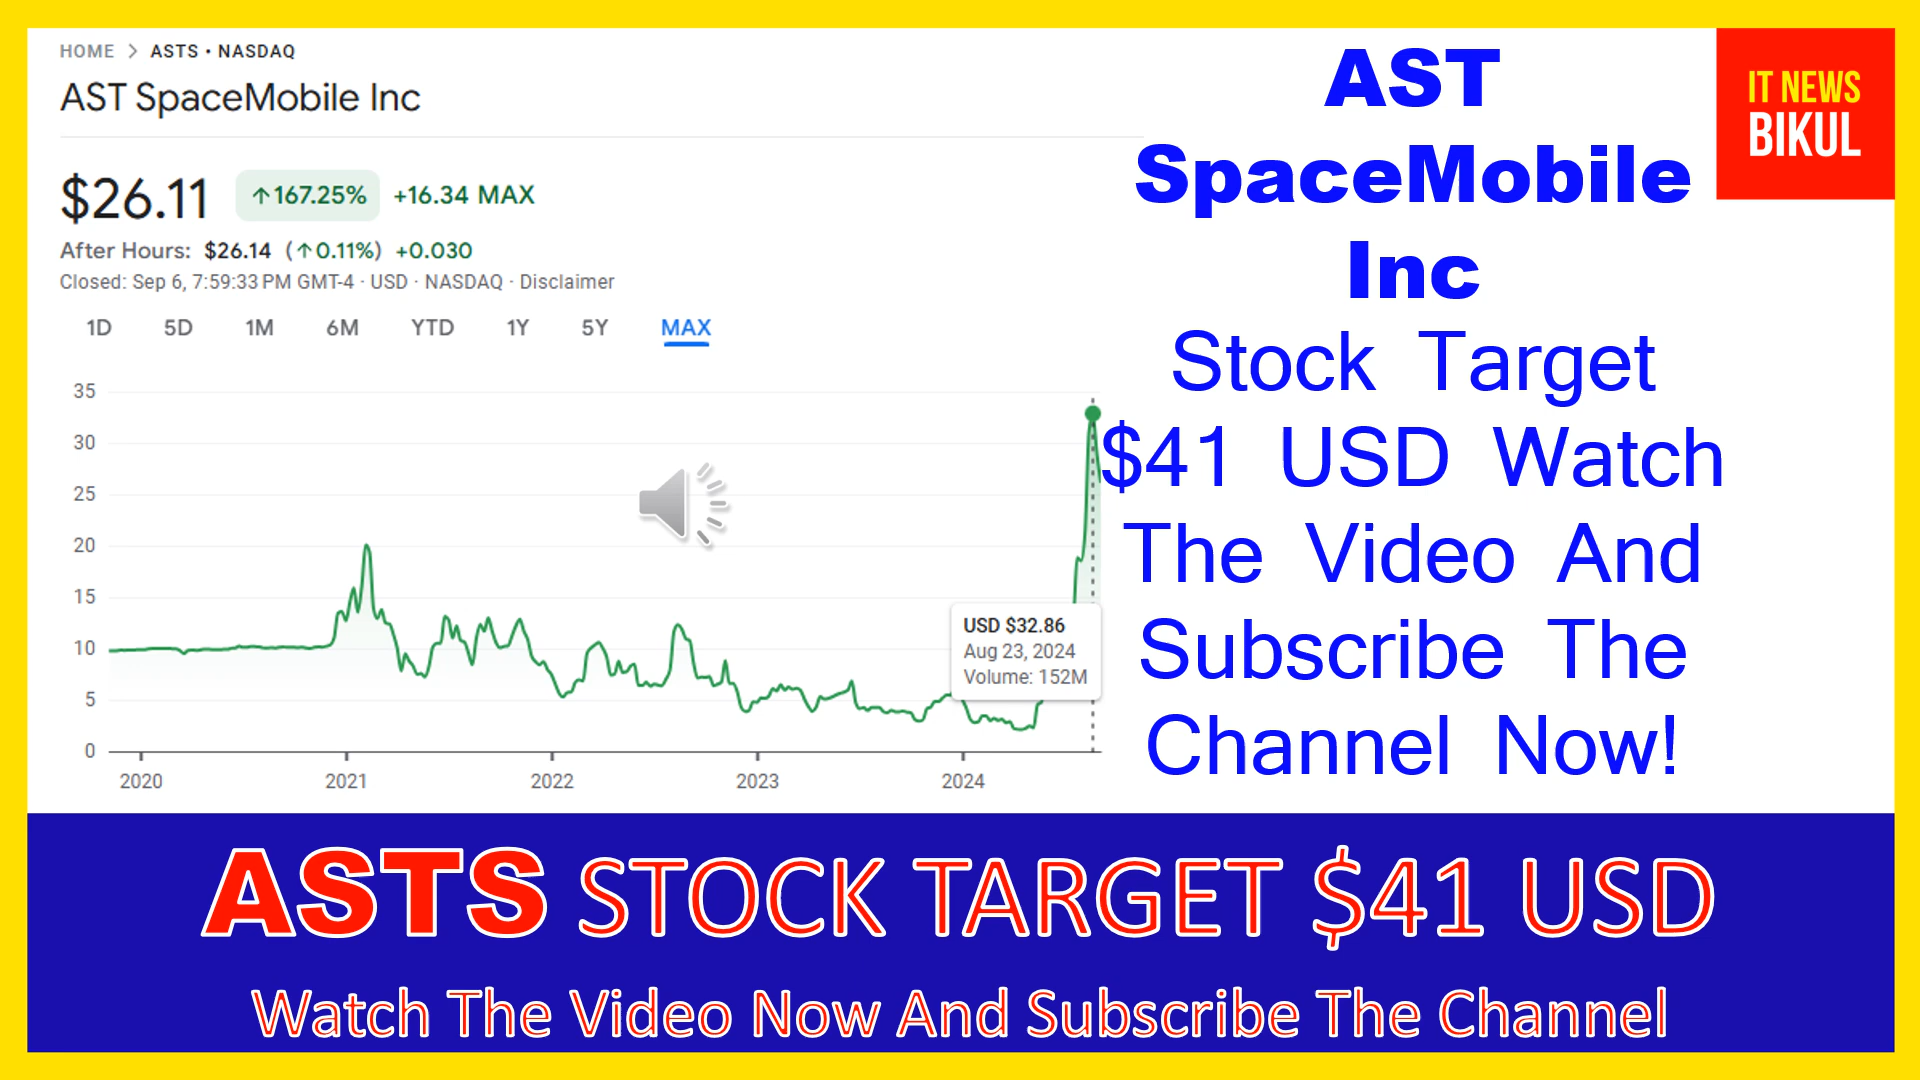 HOME > ASTS • NASDAQ
AST SpaceMobile Inc
$26.11 ↑167.25% +16.34 MAX
After Hours: $26.14 (↑0.11%) +0.030
Closed: Sep 6, 7:59:33 PM GMT-4 · USD · NASDAQ · Disclaimer
1D 5D 1M 6M YTD 1Y 5Y MAX
35
30
25
20
15
10
5
0
USD $32.86
Aug 23, 2024
Volume: 152M
2020 2021 2022 2023 2024
AST
SpaceMobile
Inc
Stock Target
$41 USD Watch
The Video And
Subscribe The
Channel Now!
IT NEWS
BIKUL
ASTS STOCK TARGET $41 USD
Watch The Video Now And Subscribe The Channel